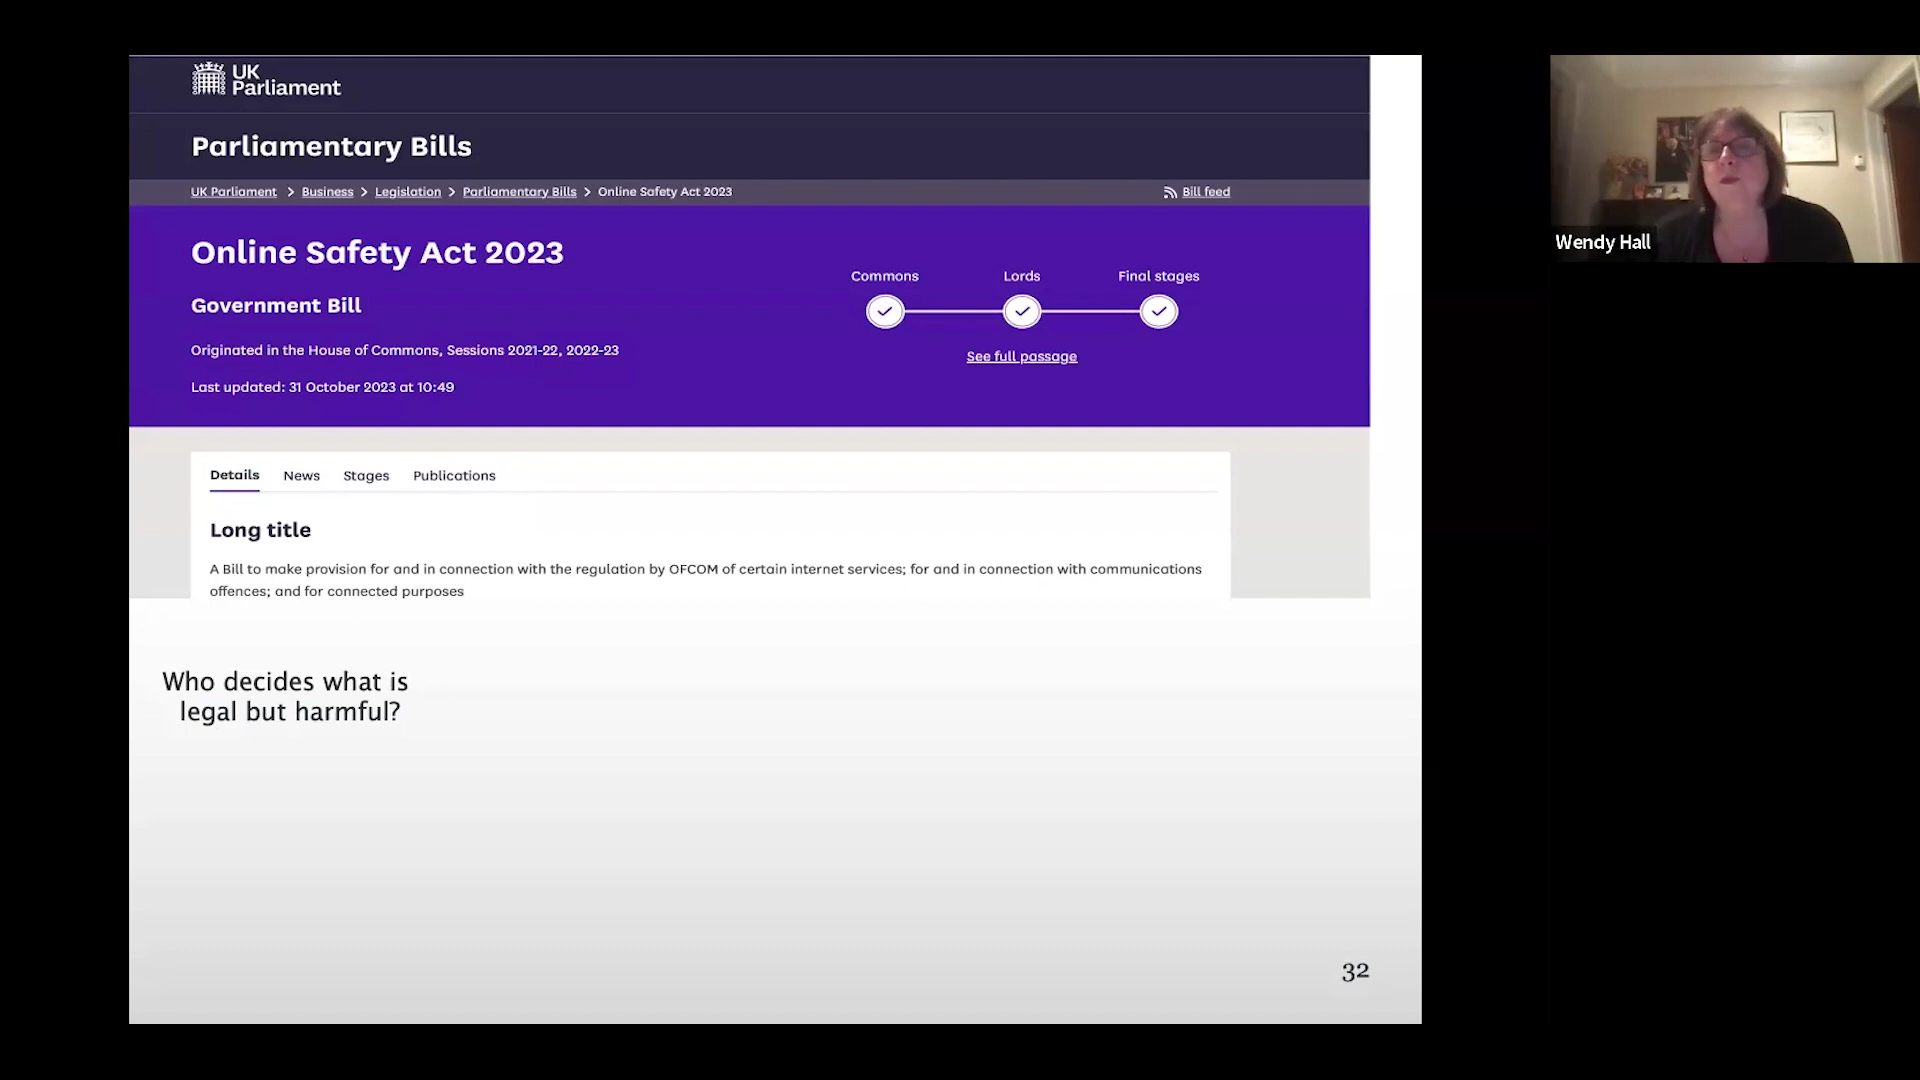 UK
Parliament
Parliamentary Bills
UK Parliament > Business > Legislation > Parliamentary Bills > Online Safety Act 2023
Bill feed
Online Safety Act 2023
Government Bill
Originated in the House of Commons, Sessions 2021-22, 2022-23
Last updated: 31 October 2023 at 10:49
Commons Lords Final stages
See full passage
Details News Stages Publications
Long title
A Bill to make provision for and in connection with the regulation by OFCOM of certain internet services; for and in connection with communications
offences; and for connected purposes
Who decides what is
legal but harmful?
32
Wendy Hall